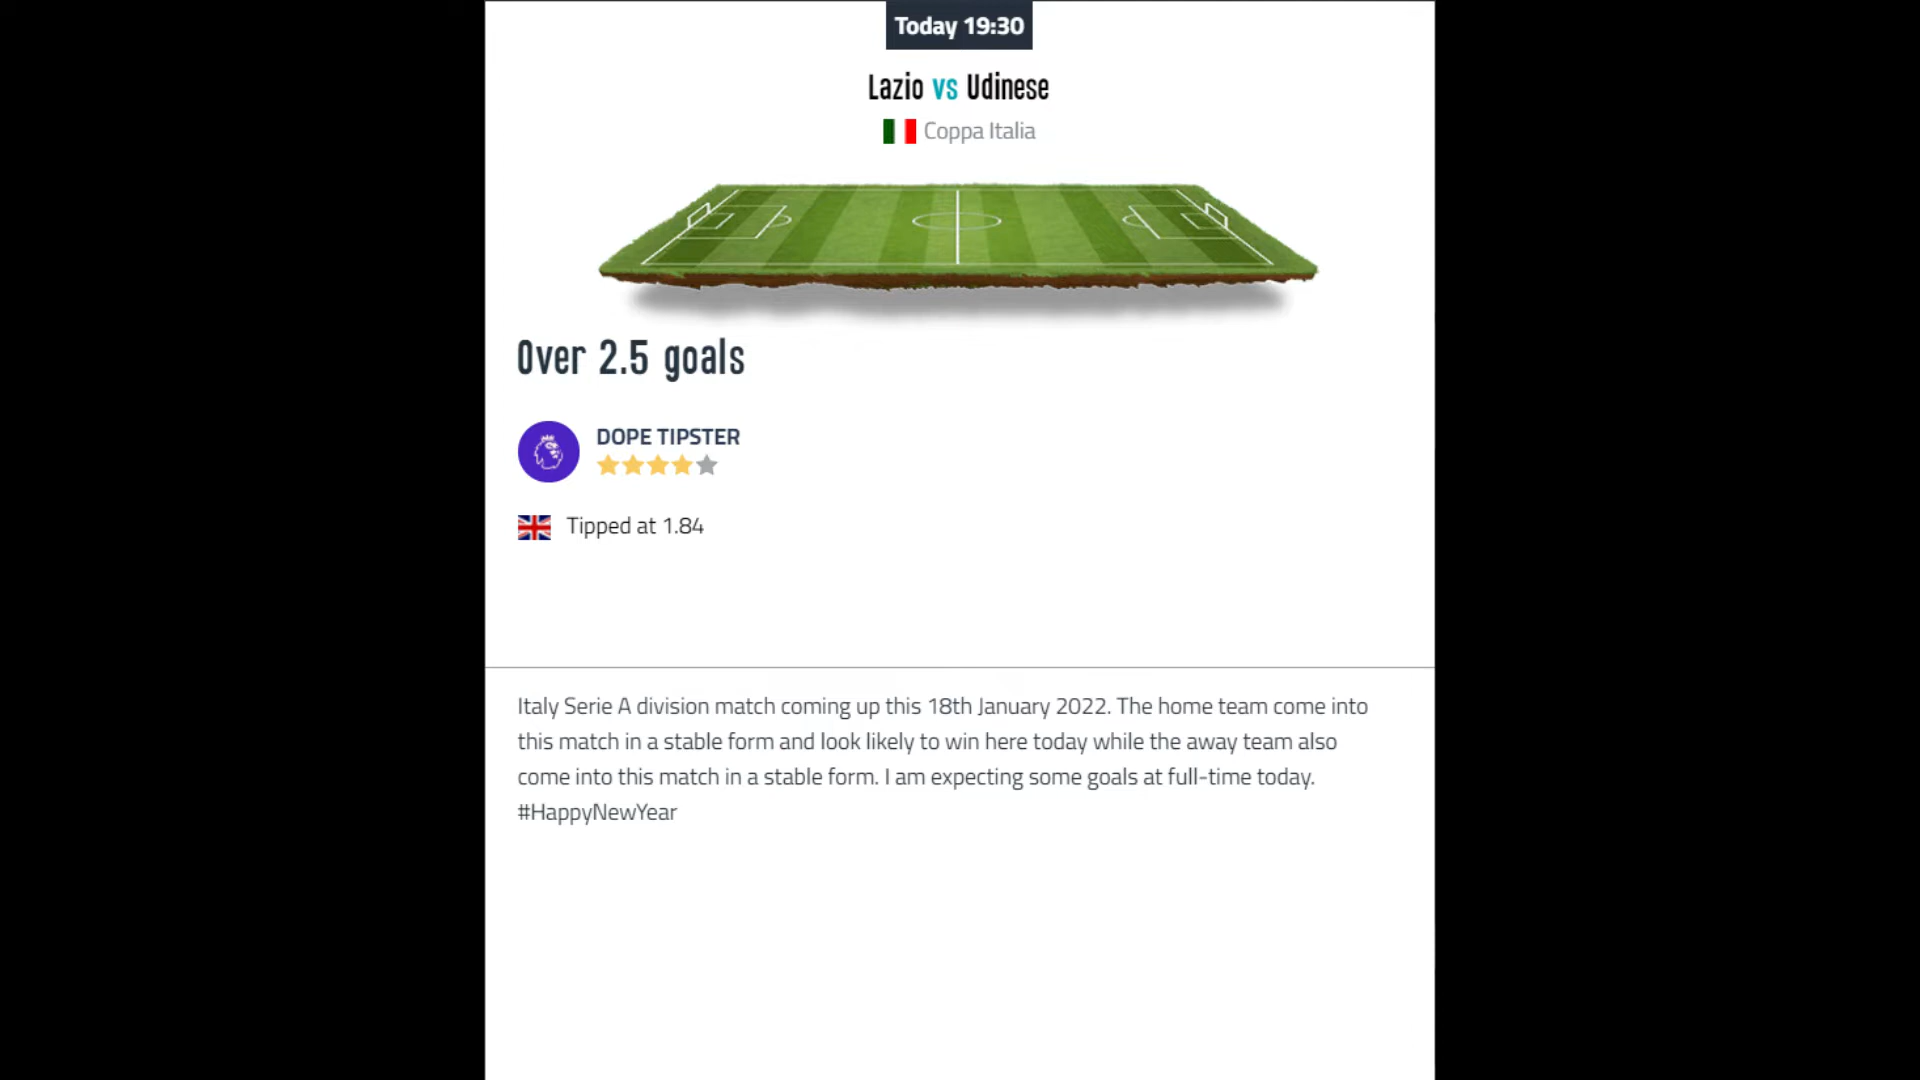 Today 19:30
Lazio vs Udinese
Coppa Italia
Over 2.5 goals
DOPE TIPSTER
Tipped at 1.84
Italy Serie A division match coming up this 18th January 2022. The home team come into
this match in a stable form and look likely to win here today while the away team also
come into this match in a stable form. I am expecting some goals at full-time today.
#HappyNewYear